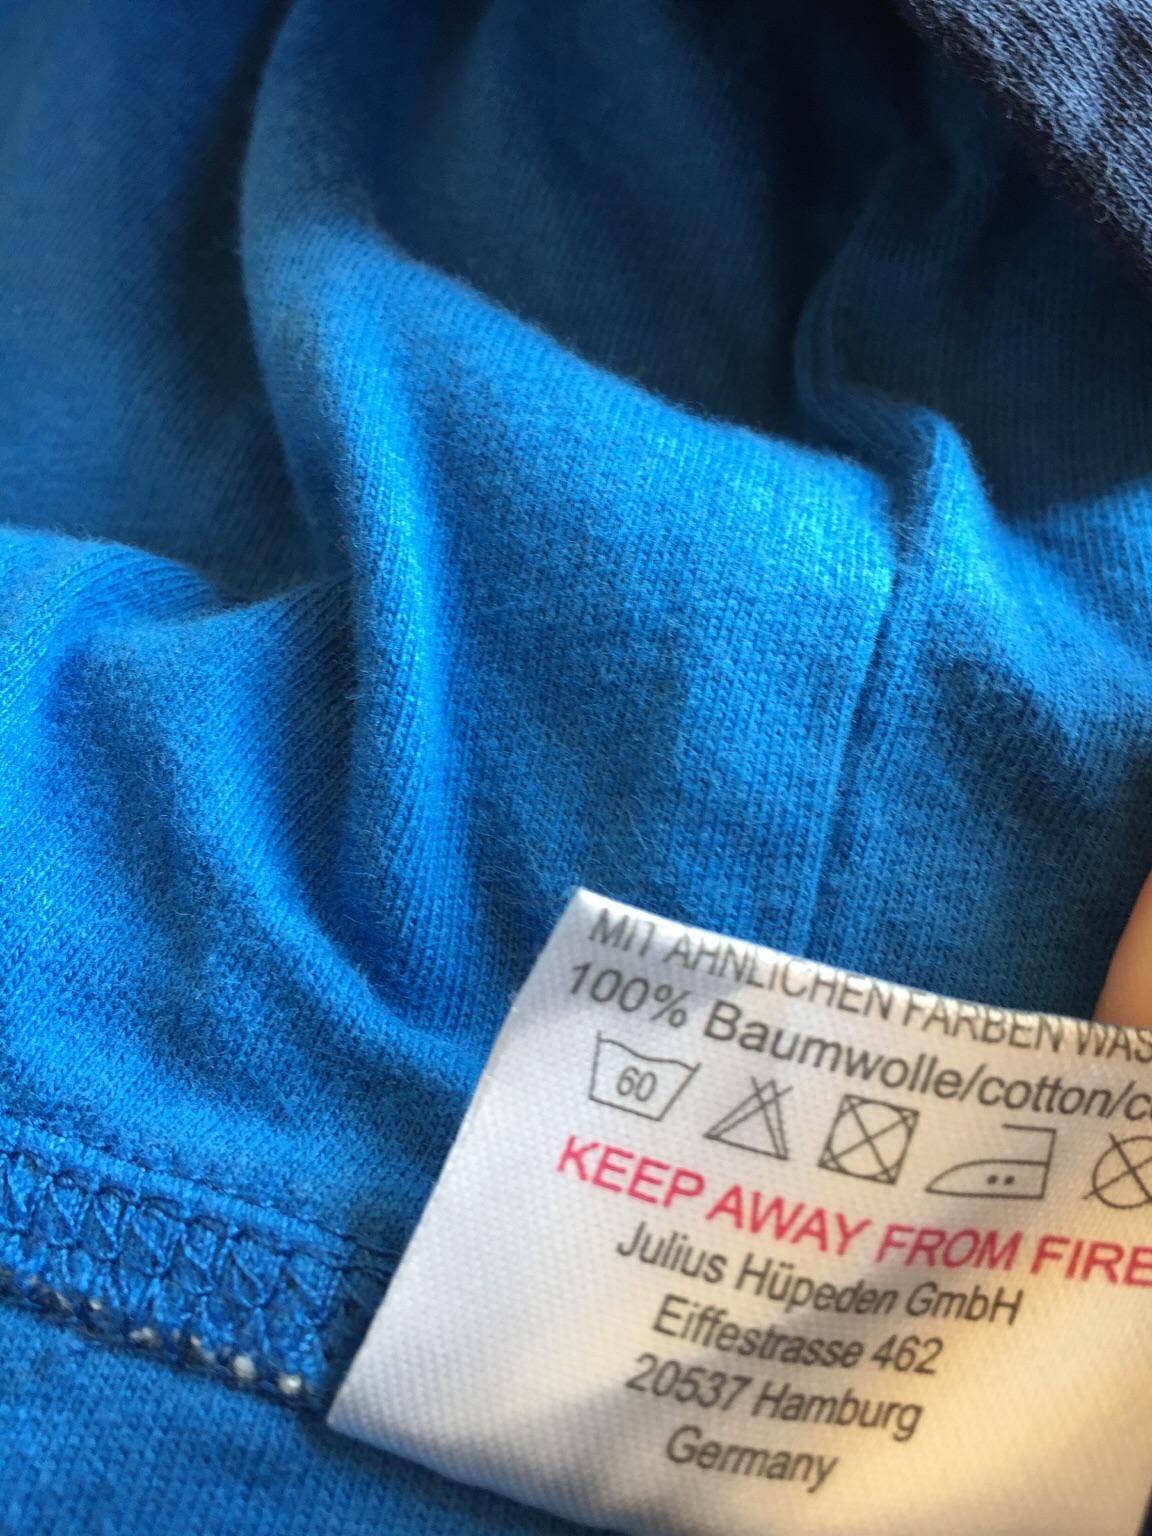 MIT ÄHNLICHEN FARBEN WAS
100% Baumwolle/cotton/c
60
KEEP AWAY FROM FIRE
Julius Hüpeden GmbH
Eiffestrasse 462
20537 Hamburg
Germany